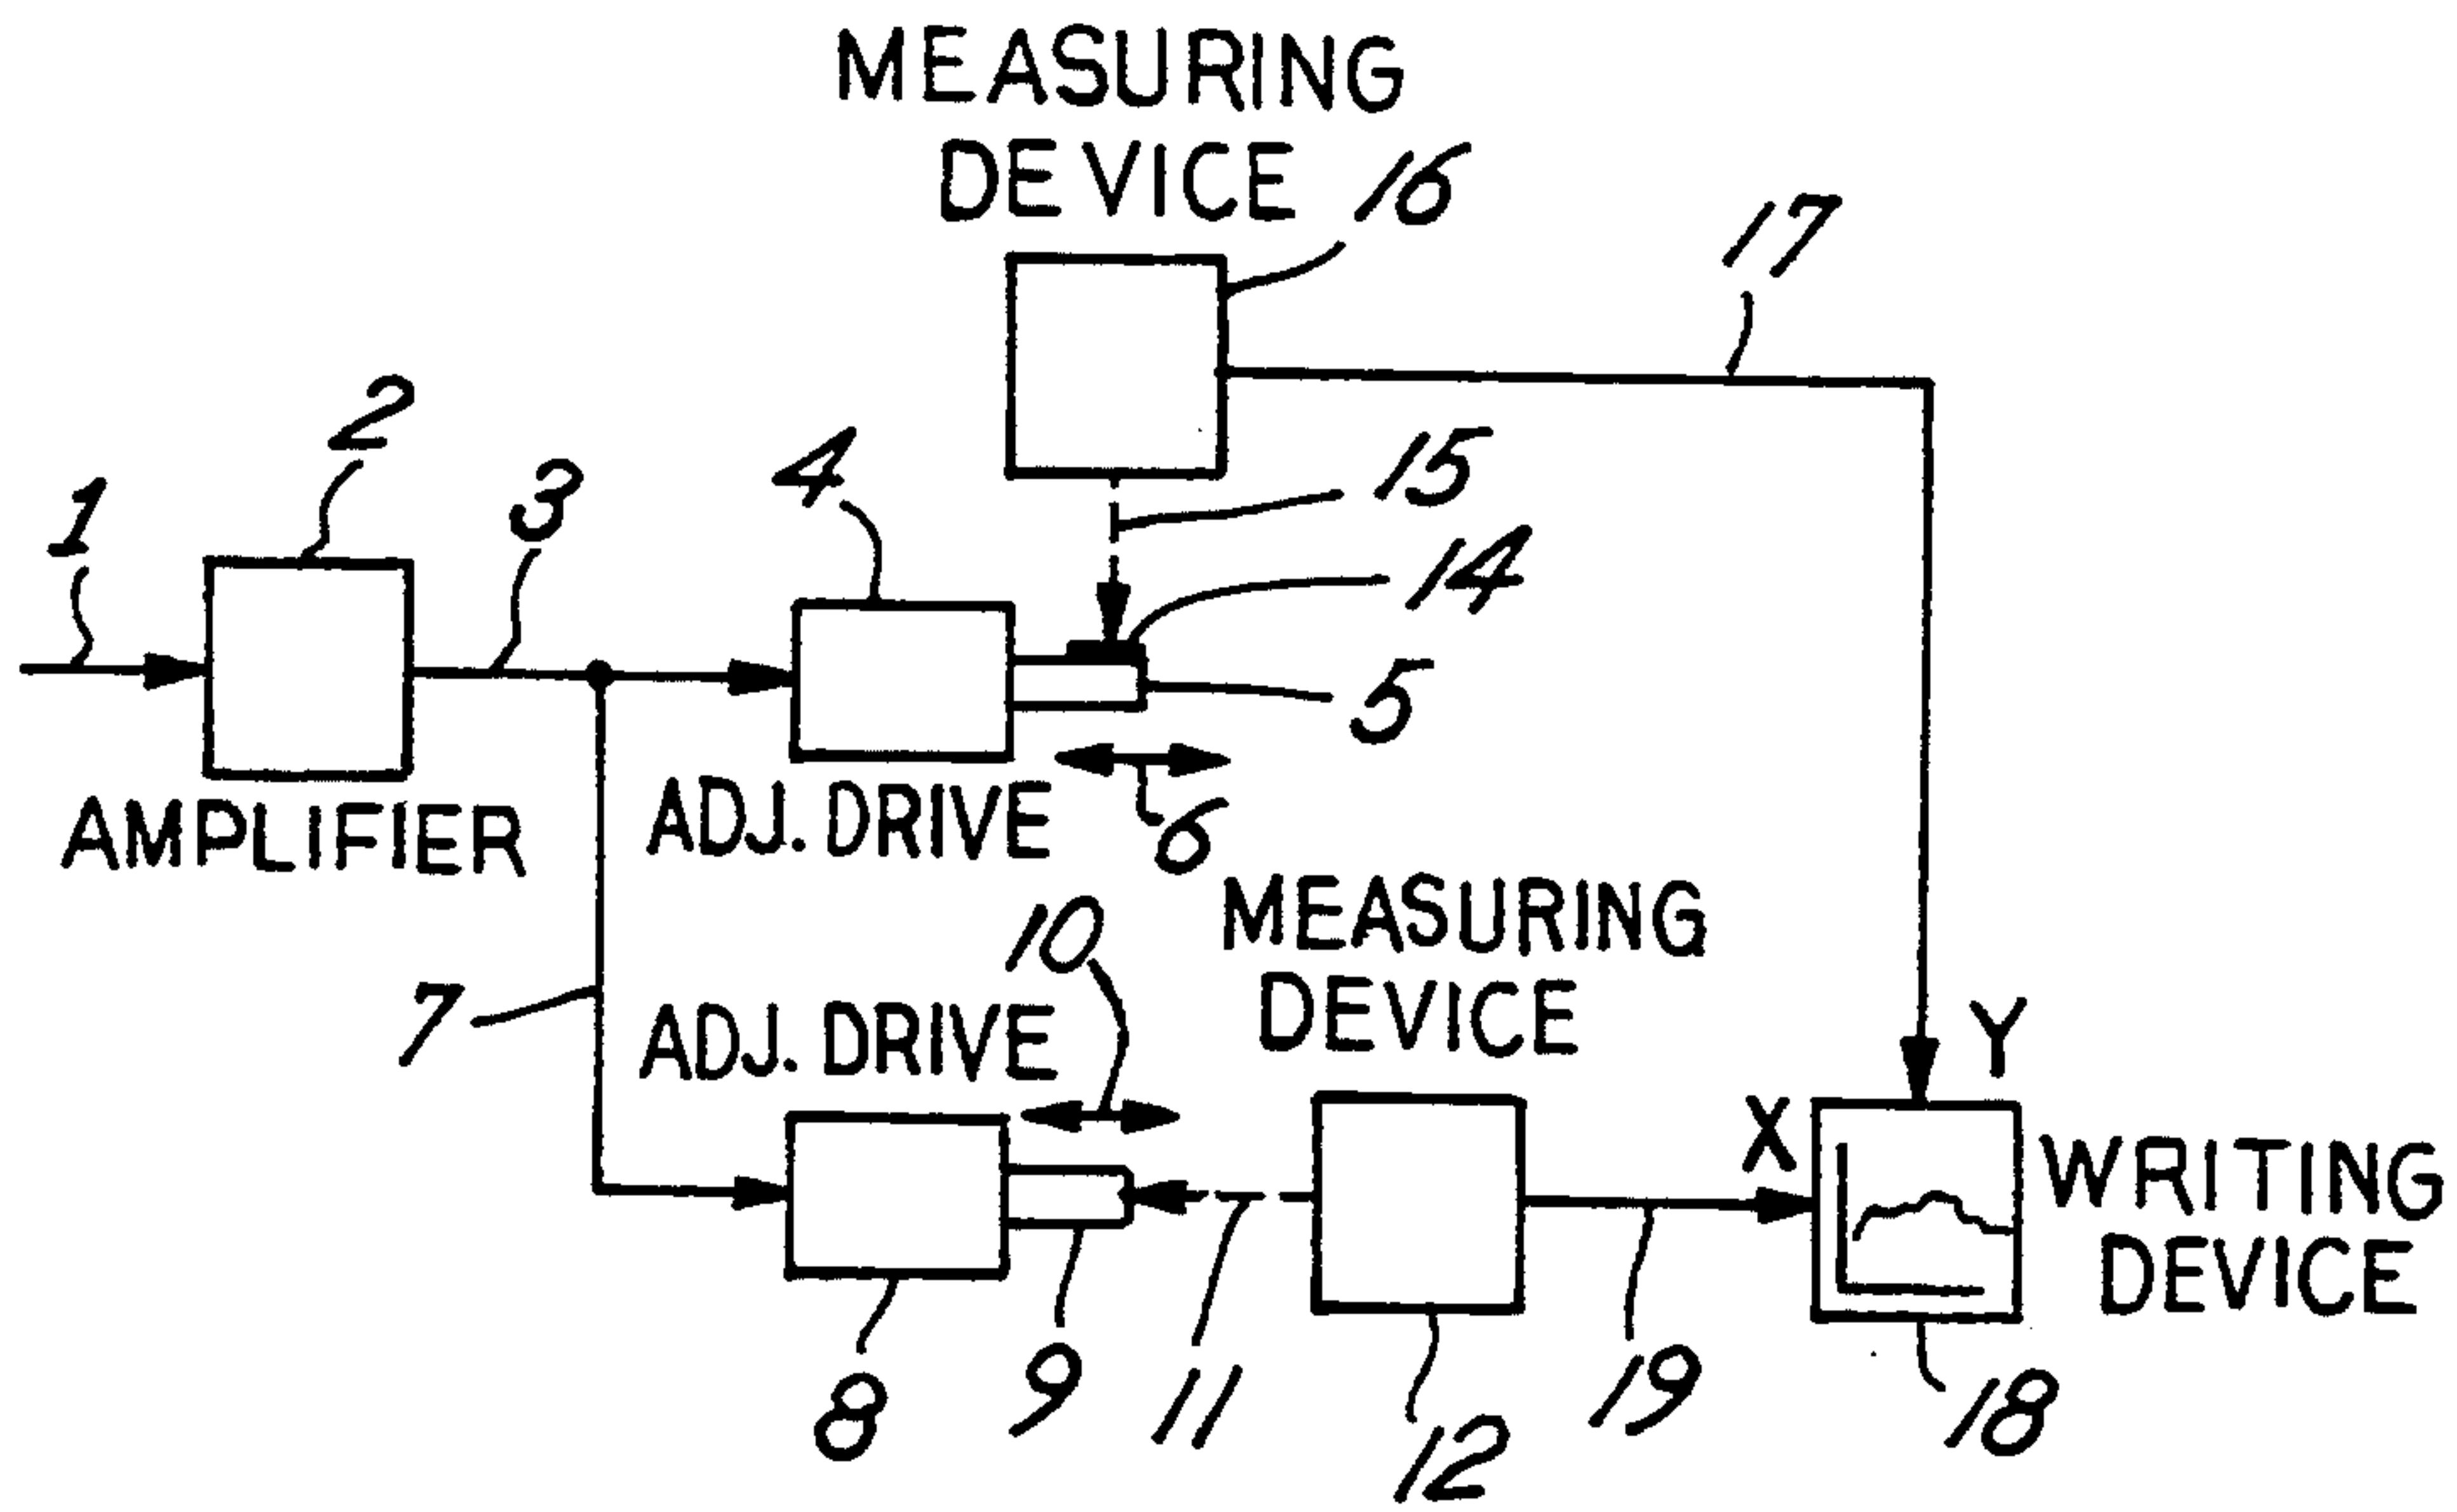 MEASURING
DEVICE
16
17
2
1
3
4
15
14
5
AMPLIFIER
ADJ. DRIVE
6
10
MEASURING
DEVICE
7
ADJ. DRIVE
Y
X
WRITING
DEVICE
8
9
11
12
19
18